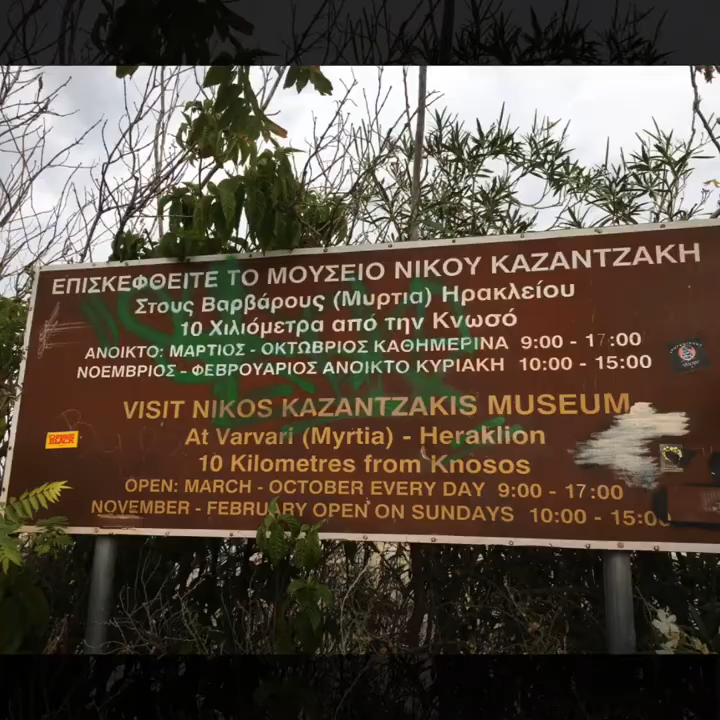 ΕΠΙΣΚΕΦΘΕΙΤΕ ΤΟ ΜΟΥΣΕΙΟ ΝΙΚΟΥ ΚΑΖΑΝΤΖΑΚΗ
Στους Βαρβάρους (Μυρτια) Ηρακλείου
10 Χιλιόμετρα από την Κνωσό
ΑΝΟΙΚΤΟ: ΜΑΡΤΙΟΣ - ΟΚΤΩΒΡΙΟΣ ΚΑΘΗΜΕΡΙΝΑ 9:00 - 17:00
ΝΟΕΜΒΡΙΟΣ - ΦΕΒΡΟΥΑΡΙΟΣ ΑΝΟΙΚΤΟ ΚΥΡΙΑΚΗ 10:00 - 15:00
VISIT NIKOS KAZANTZAKIS MUSEUM
At Varvari (Myrtia) - Heraklion
10 Kilometres from Knosos
OPEN: MARCH - OCTOBER EVERY DAY 9:00 - 17:00
NOVEMBER - FEBRUARY OPEN ON SUNDAYS 10:00 - 15:00
BLACK